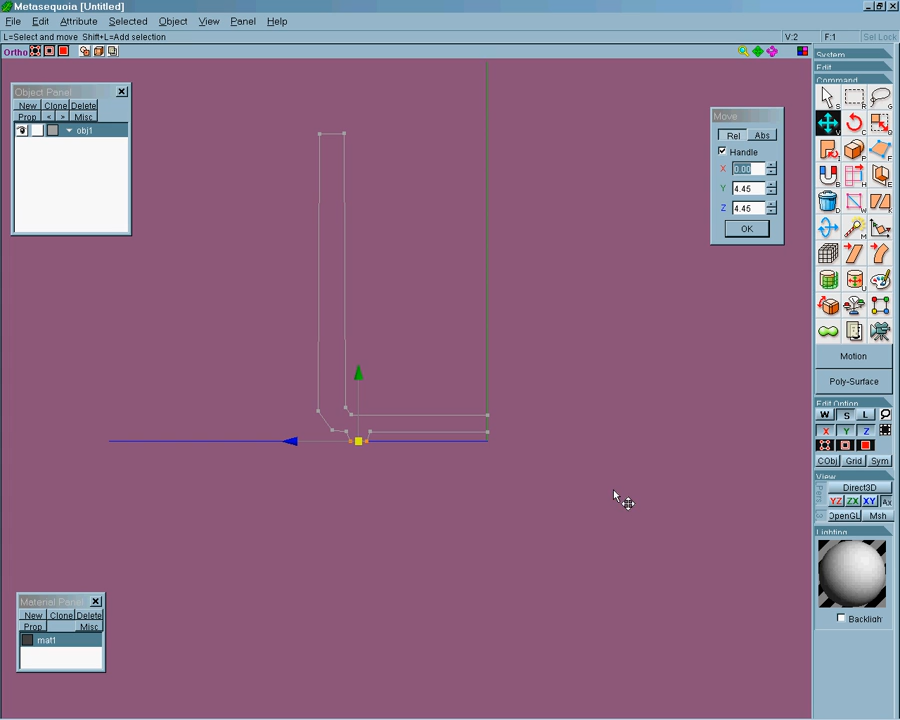 Metasequoia [Untitled]
File Edit Attribute Selected Object View Panel Help
L=Select and move Shift+L=Add selection V:2 F:1 Sel Lock
Ortho
System
Edit
Command
Object Panel
New Clone Delete
Prop < > Misc
obj1
Move
Rel Abs
Handle
X 0.00
Y 4.45
Z 4.45
OK
S R G
V Q
I E F
B H
D W K
M
U
Motion
Poly-Surface
Edit Option
W S L
X Y Z
CObj Grid Sym
View
Pers
Direct3D
YZ ZX XY Ax
OpenGL Msh
Lighting
Backligh
Material Panel
New Clone Delete
Prop Misc
mat1